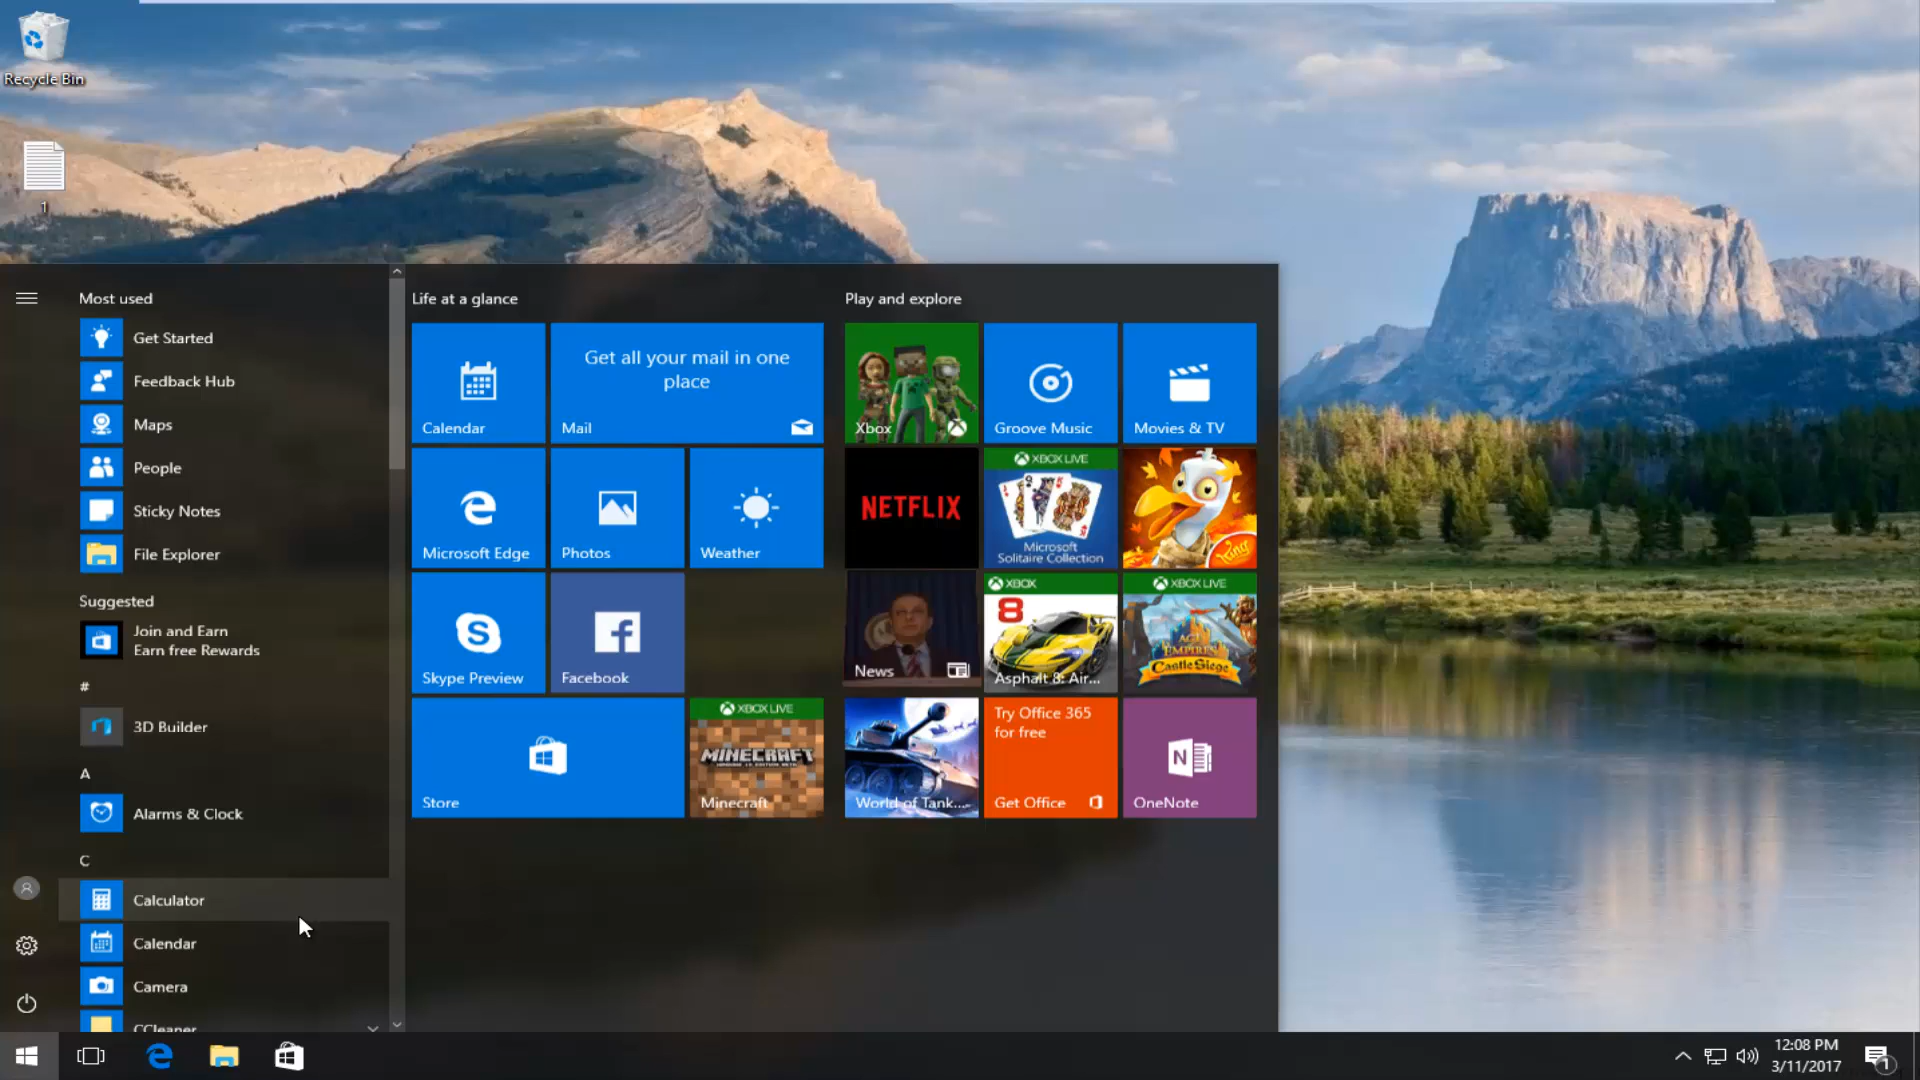 Recycle Bin
1
Most used
Get Started
Feedback Hub
Maps
People
Sticky Notes
File Explorer
Suggested
Join and Earn
Earn free Rewards
#
3D Builder
A
Alarms & Clock
C
Calculator
Calendar
Camera
CCleaner
Life at a glance
Calendar
Get all your mail in one
place
Mail
Microsoft Edge
Photos
Weather
Skype Preview
Facebook
Store
XBOX LIVE
MINECRAFT
Minecraft
Play and explore
Xbox
Groove Music
Movies & TV
NETFLIX
XBOX LIVE
Microsoft
Solitaire Collection
King
News
XBOX
8
Asphalt 8: Air...
XBOX LIVE
AGE
EMPIRES
Castle Siege
World of Tank...
Try Office 365
for free
Get Office
N
OneNote
12:08 PM
3/11/2017
1